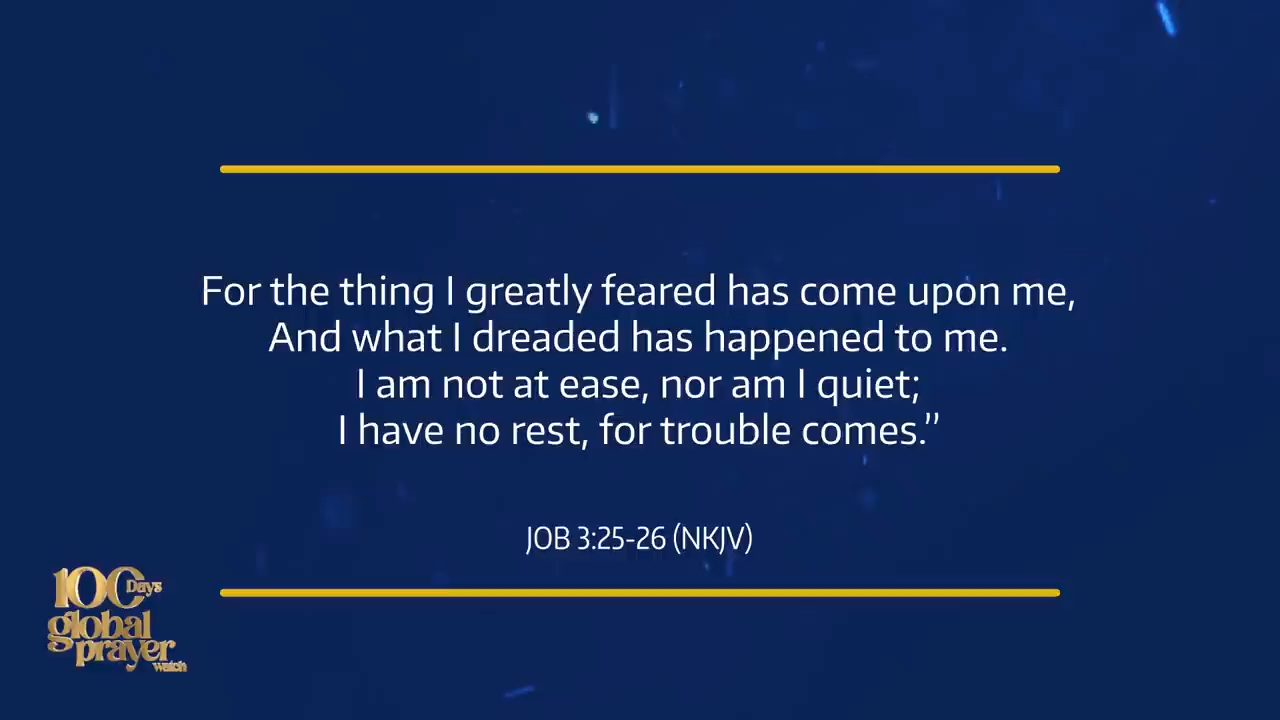 For the thing I greatly feared has come upon me,
And what I dreaded has happened to me.
I am not at ease, nor am I quiet;
I have no rest, for trouble comes.”
JOB 3:25-26 (NKJV)
100 Days
global
prayer
watch